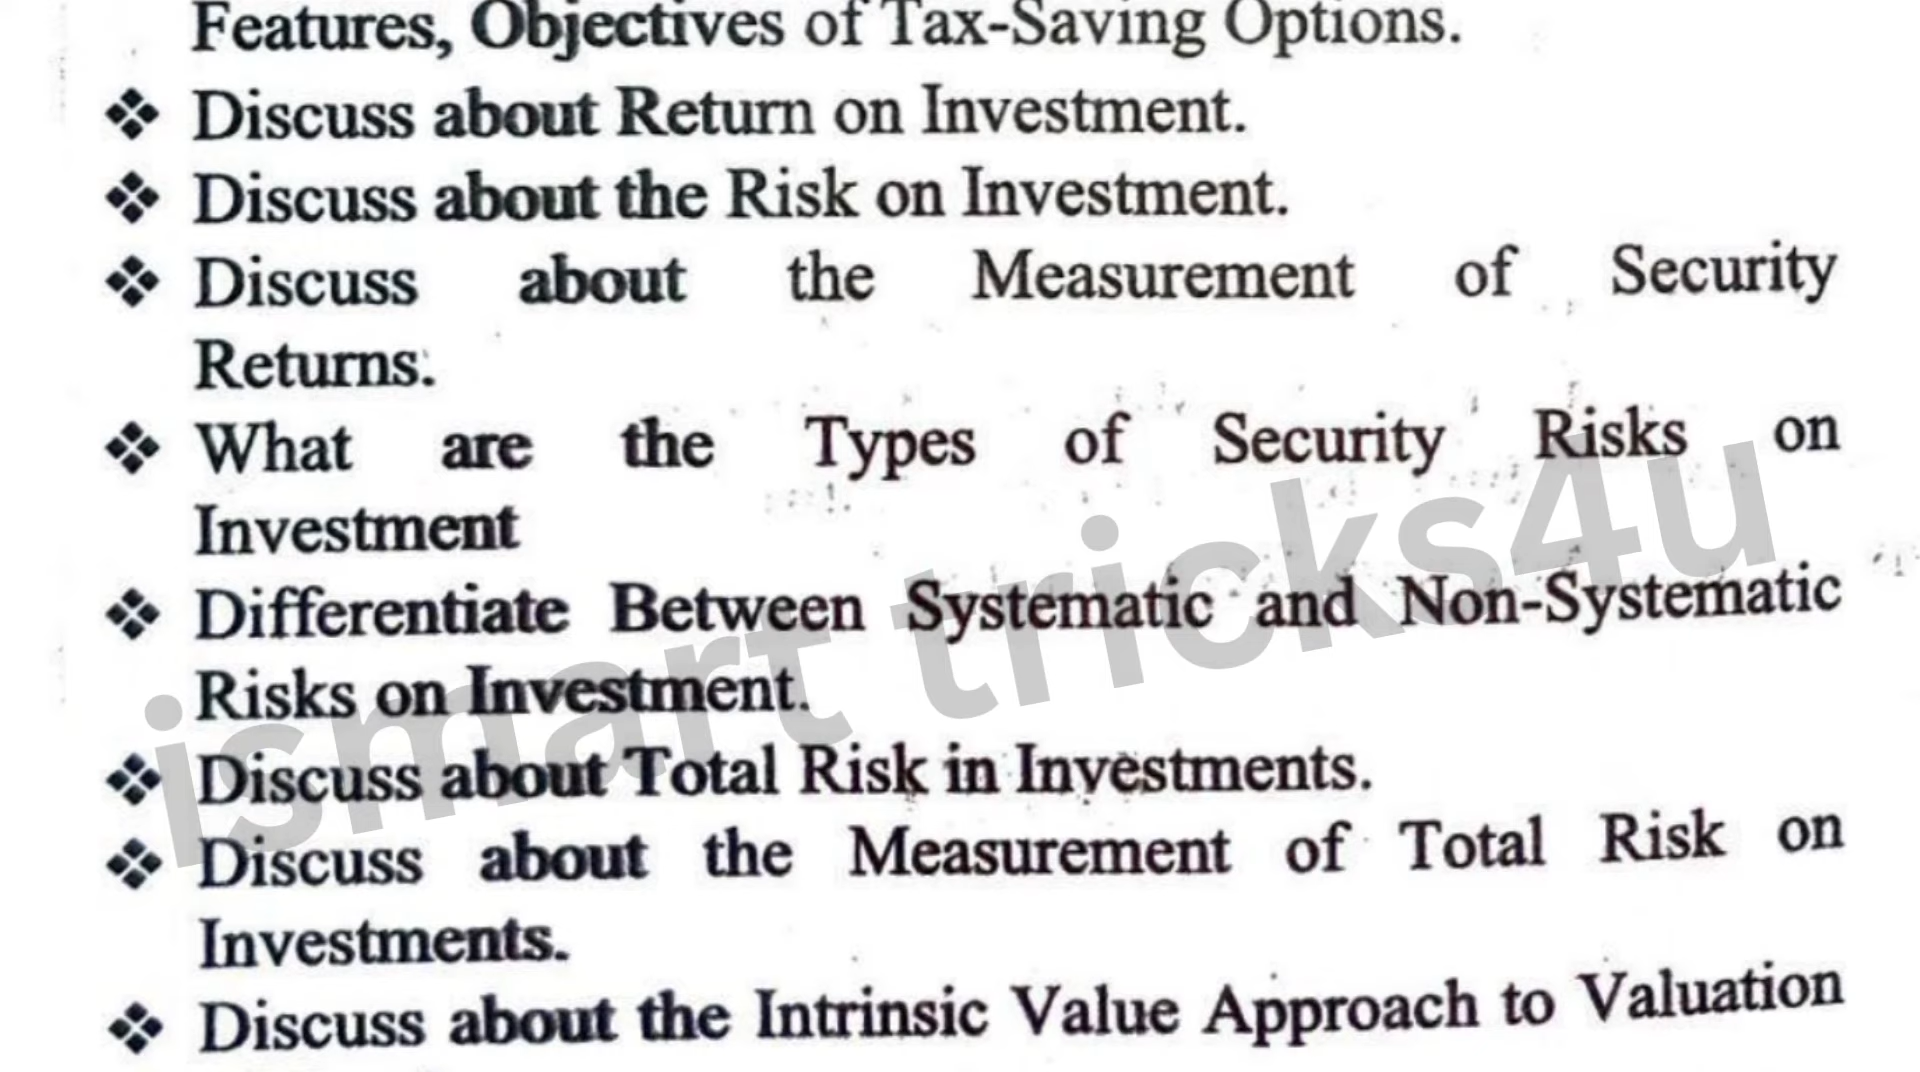 Features, Objectives of Tax-Saving Options.
❖ Discuss about Return on Investment.
❖ Discuss about the Risk on Investment.
❖ Discuss about the Measurement of Security
Returns.
❖ What are the Types of Security Risks on
Investment
❖ Differentiate Between Systematic and Non-Systematic
Risks on Investment.
❖ Discuss about Total Risk in Investments.
❖ Discuss about the Measurement of Total Risk on
Investments.
❖ Discuss about the Intrinsic Value Approach to Valuation
ismart tricks4u